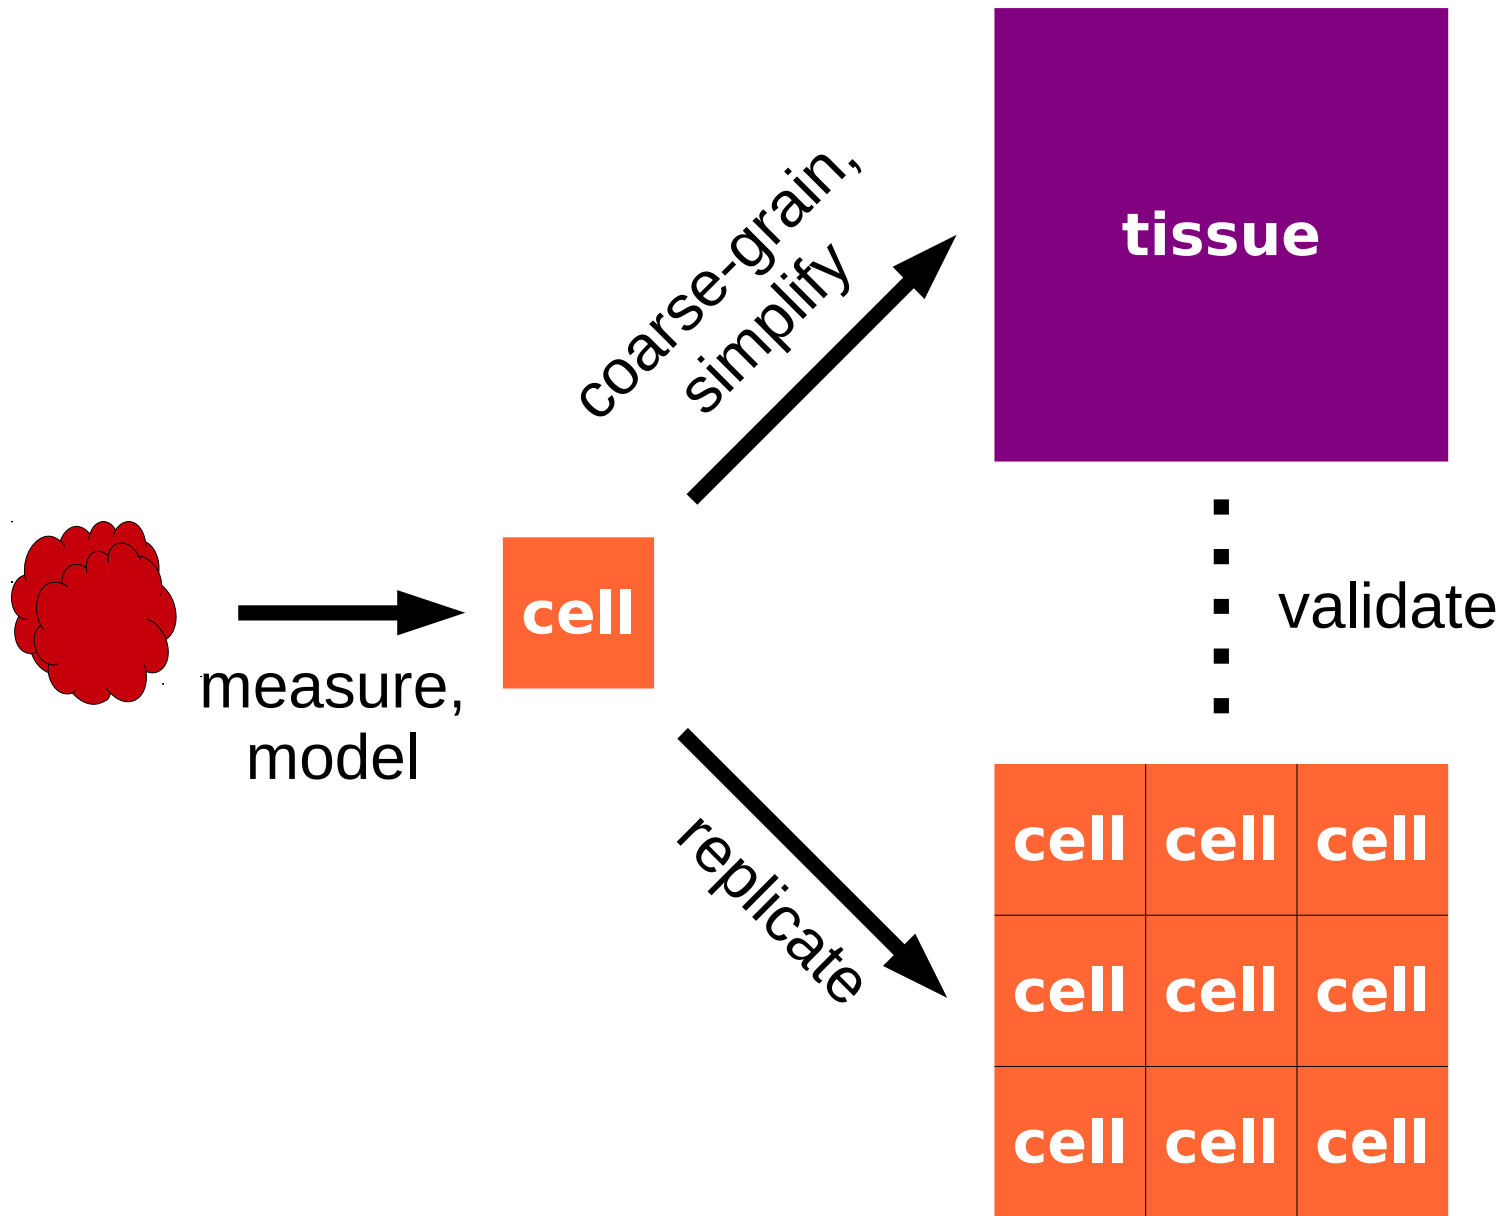 tissue
coarse-grain,
simplify
validate
cell
measure,
model
replicate
cell cell cell
cell cell cell
cell cell cell